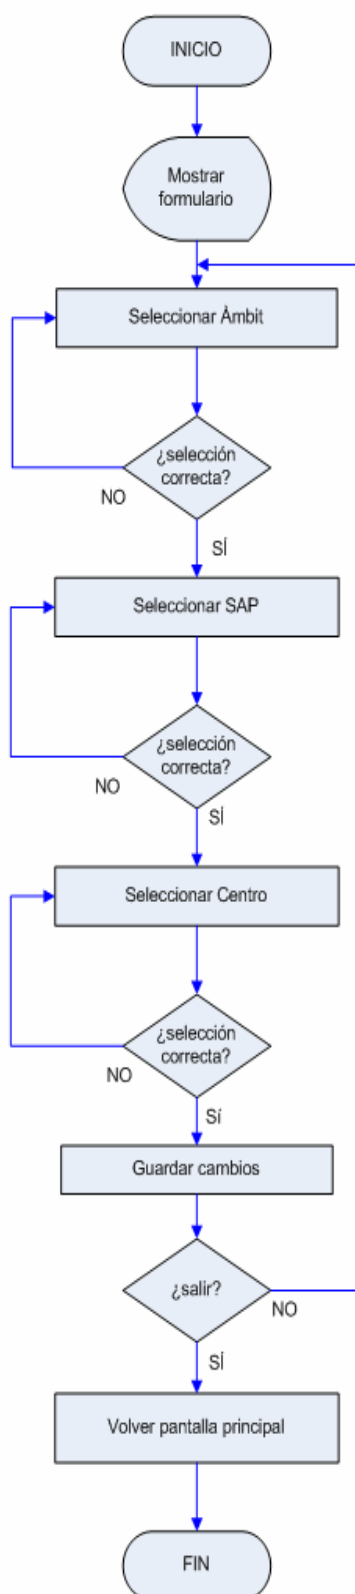 INICIO
Mostrar
formulario
Seleccionar Àmbit
¿selección
correcta?
NO
SÍ
Seleccionar SAP
¿selección
correcta?
NO
SÍ
Seleccionar Centro
¿selección
correcta?
NO
Sí
Guardar cambios
¿salir?
NO
SÍ
Volver pantalla principal
FIN